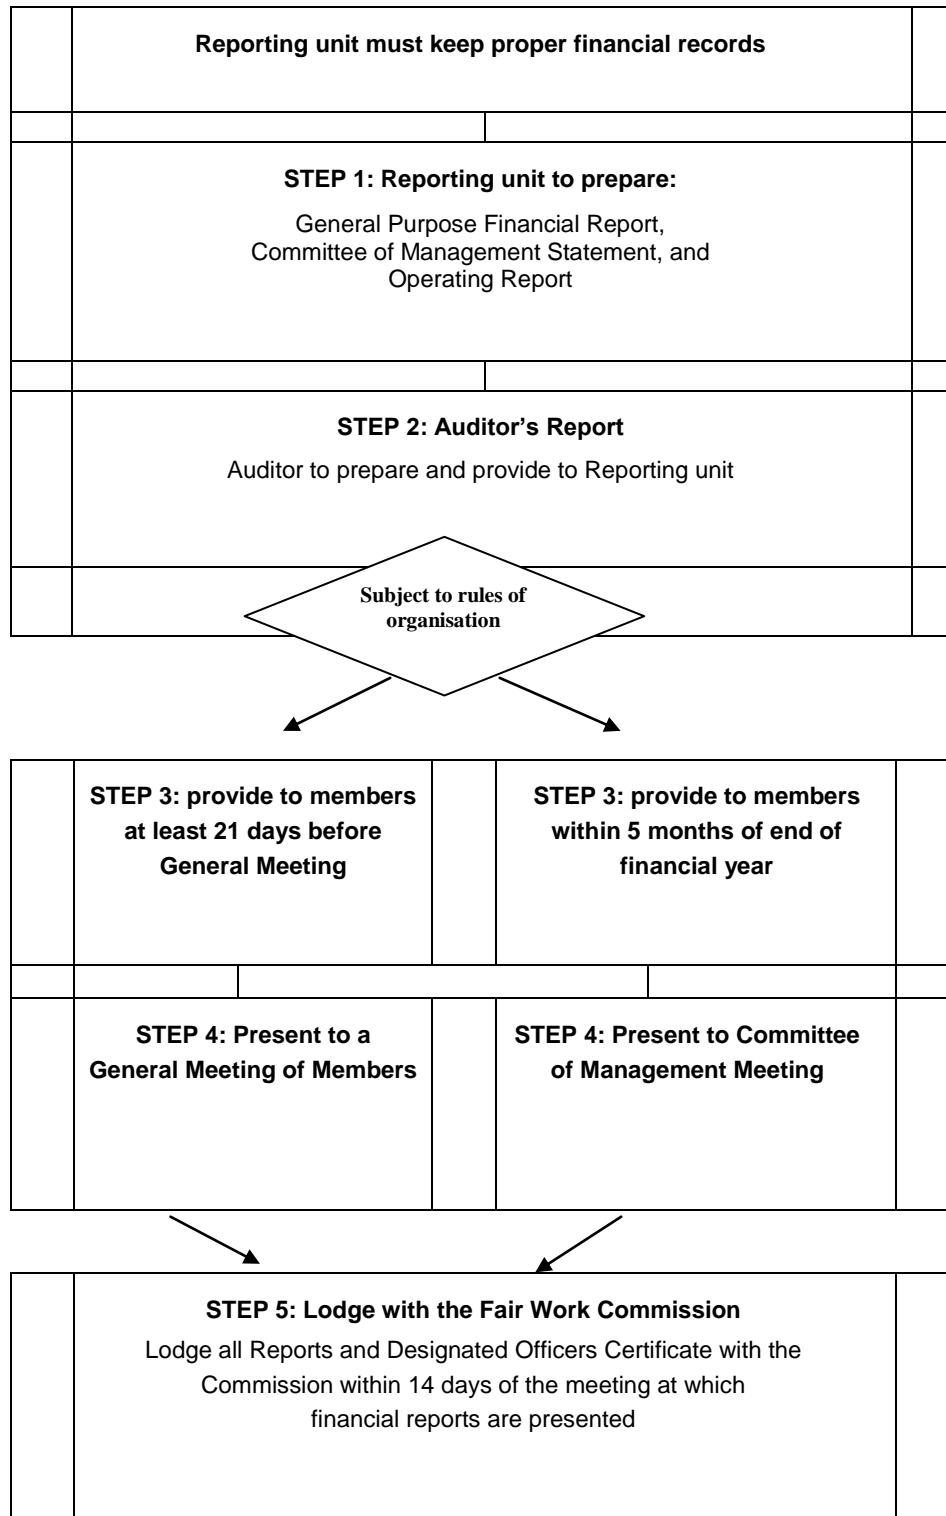 Reporting unit must keep proper financial records
STEP 1: Reporting unit to prepare:
General Purpose Financial Report,
Committee of Management Statement, and
Operating Report
STEP 2: Auditor’s Report
Auditor to prepare and provide to Reporting unit
Subject to rules of
organisation
STEP 3: provide to members
at least 21 days before
General Meeting
STEP 3: provide to members
within 5 months of end of
financial year
STEP 4: Present to a
General Meeting of Members
STEP 4: Present to Committee
of Management Meeting
STEP 5: Lodge with the Fair Work Commission
Lodge all Reports and Designated Officers Certificate with the
Commission within 14 days of the meeting at which
financial reports are presented